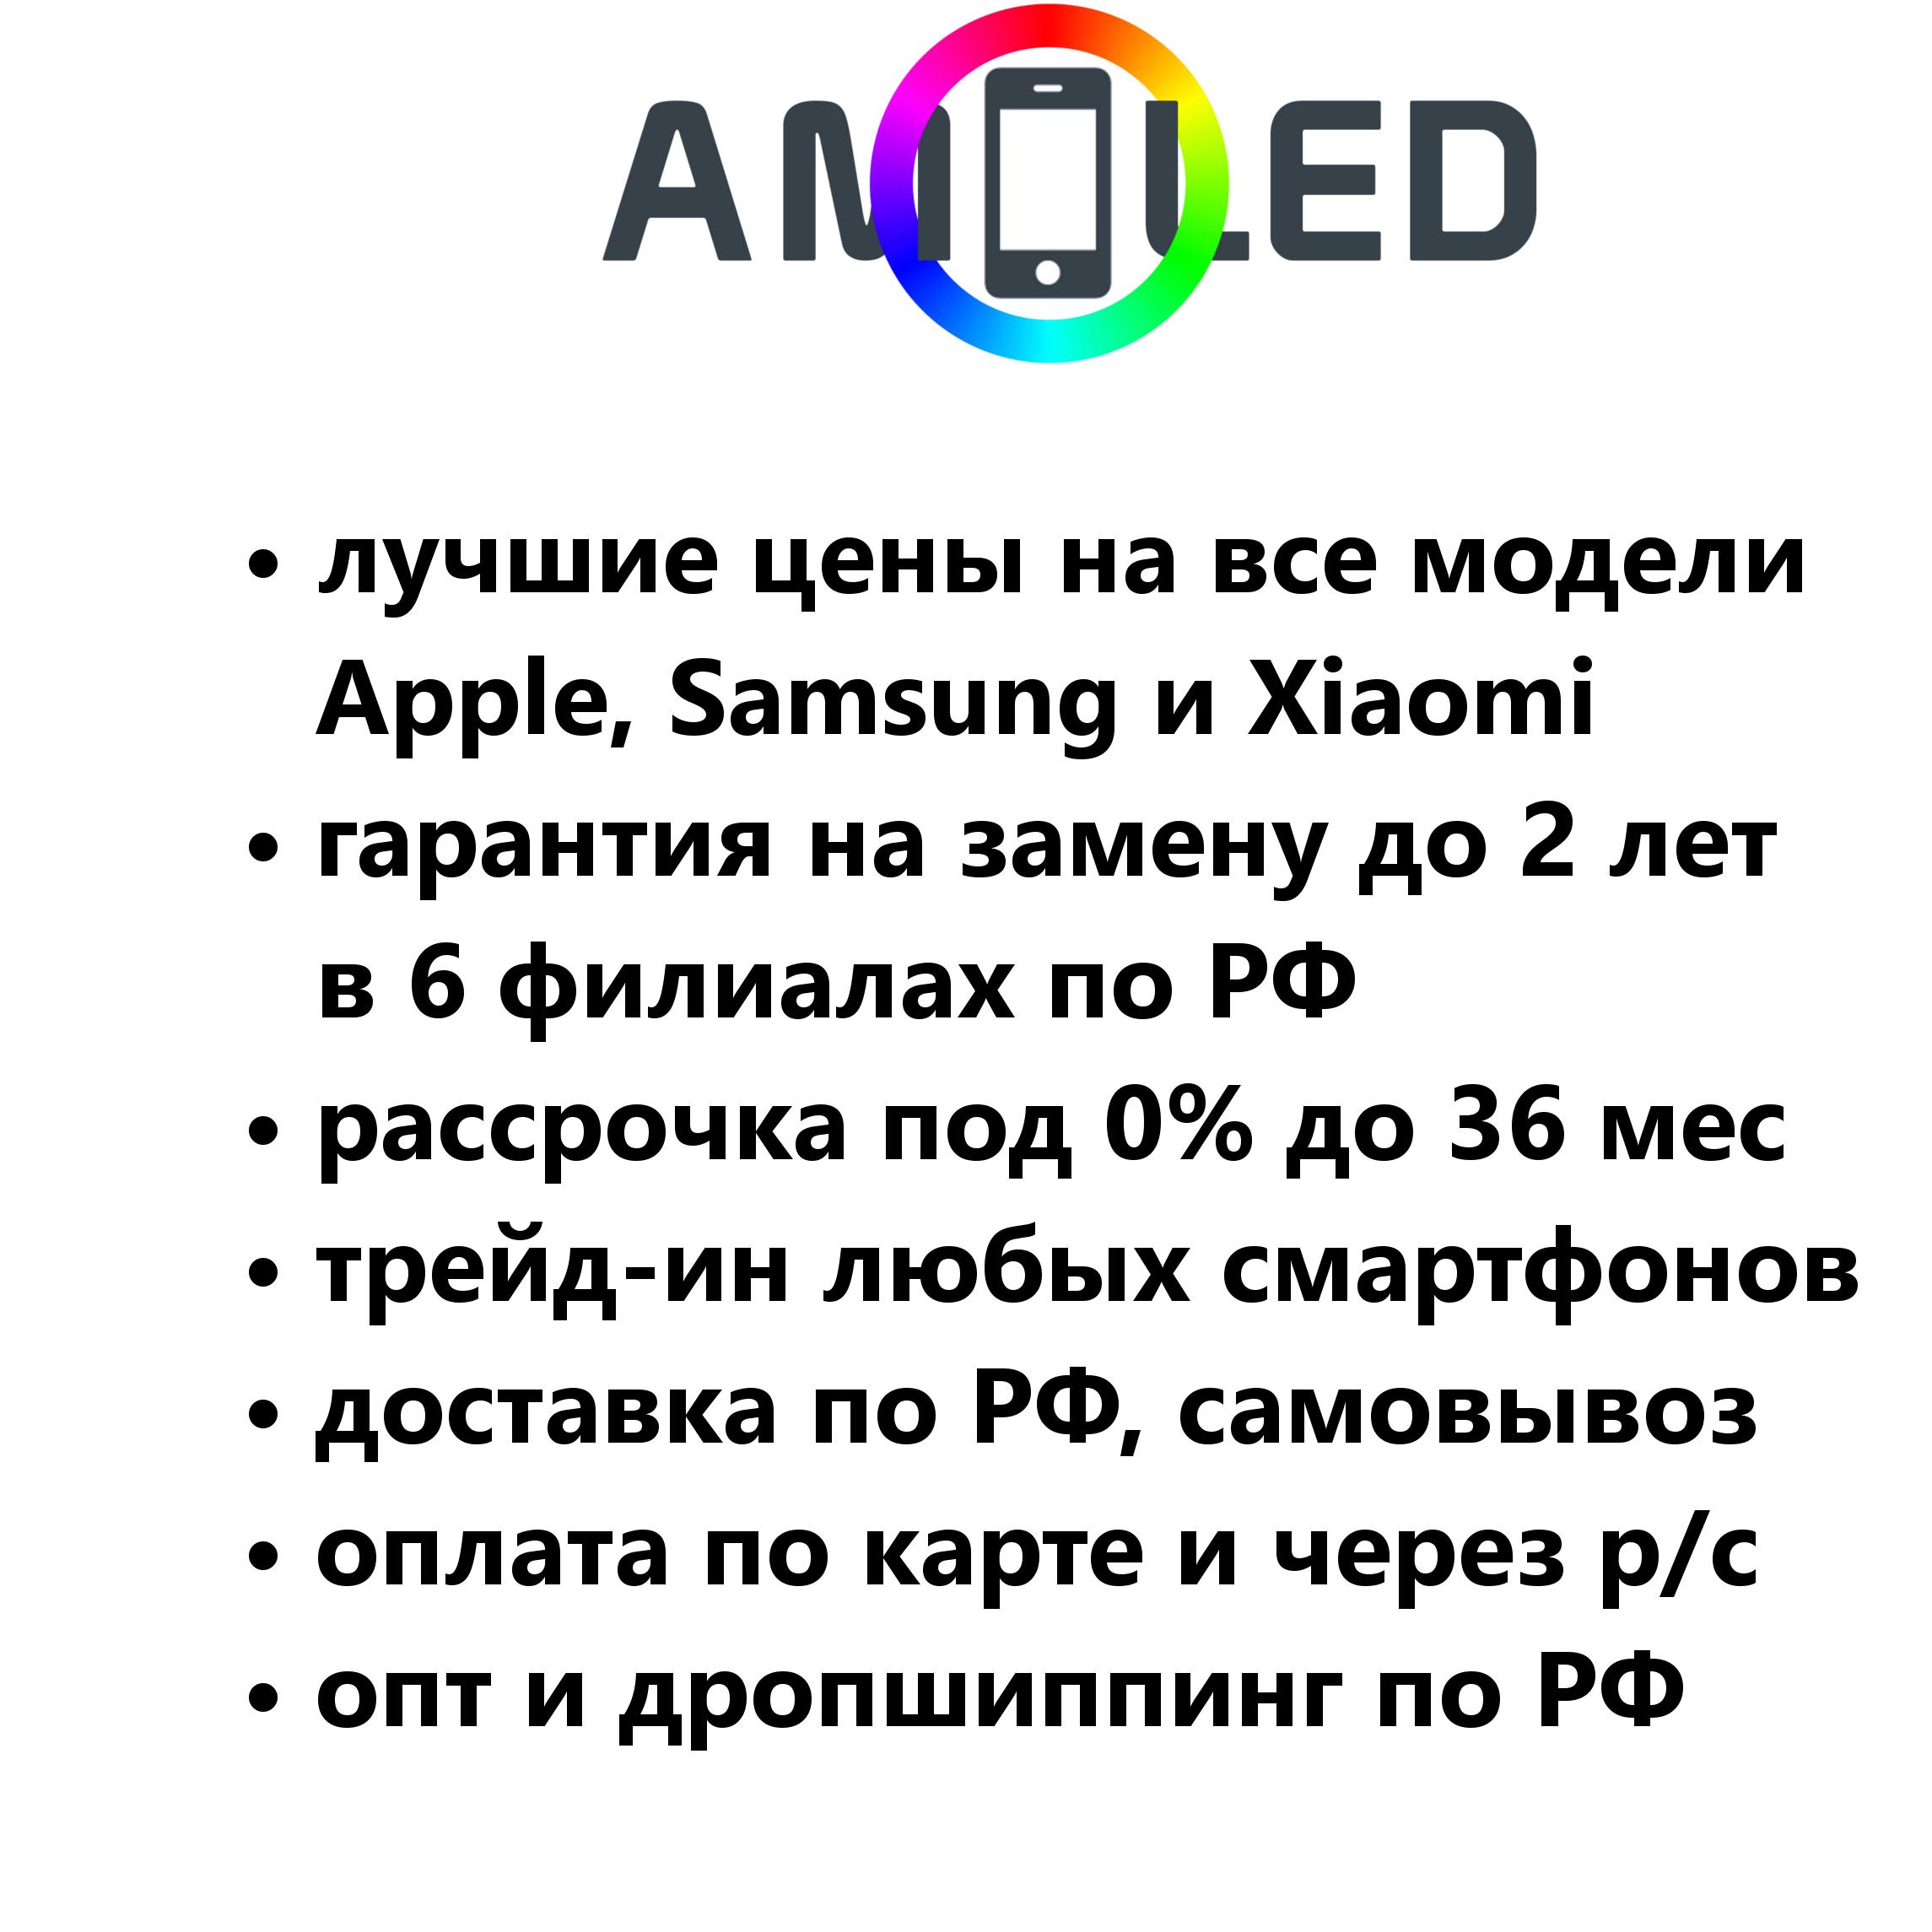 AMOLED
• лучшие цены на все модели
Apple, Samsung и Xiaomi
• гарантия на замену до 2 лет
в 6 филиалах по РФ
• рассрочка под 0% до 36 мес
• трейд-ин любых смартфонов
• доставка по РФ, самовывоз
• оплата по карте и через р/с
• опт и дропшиппинг по РФ